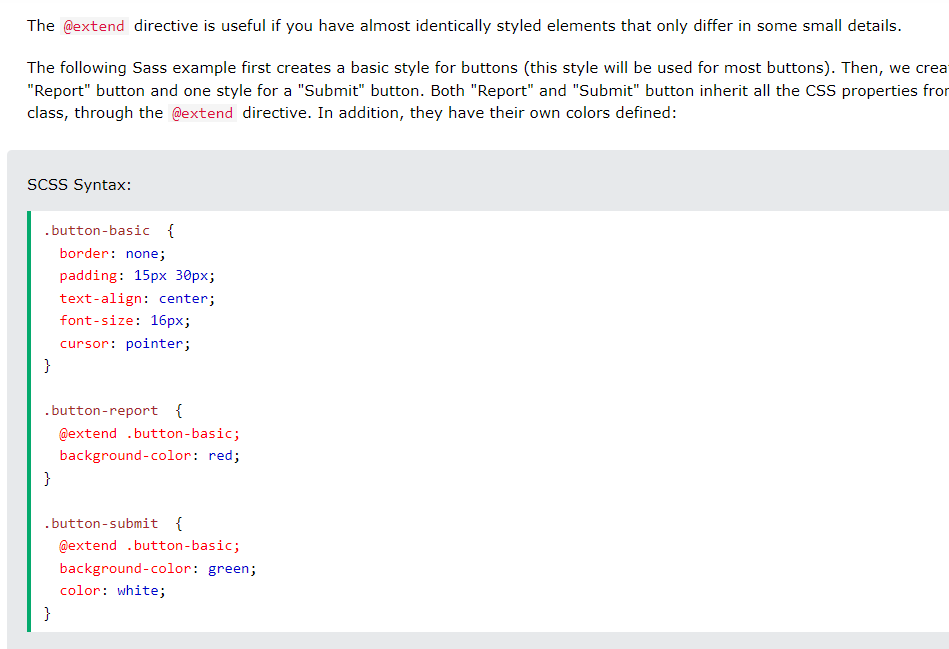 The @extend directive is useful if you have almost identically styled elements that only differ in some small details.
The following Sass example first creates a basic style for buttons (this style will be used for most buttons). Then, we
"Report" button and one style for a "Submit" button. Both "Report" and "Submit" button inherit all the CSS properties
class, through the @extend directive. In addition, they have their own colors defined:
SCSS Syntax:
.button-basic {
border: none;
padding: 15px 30px;
text-align: center;
font-size: 16px;
cursor: pointer;
}
.button-report {
@extend .button-basic;
background-color: red;
}
.button-submit {
@extend .button-basic;
background-color: green;
color: white;
}